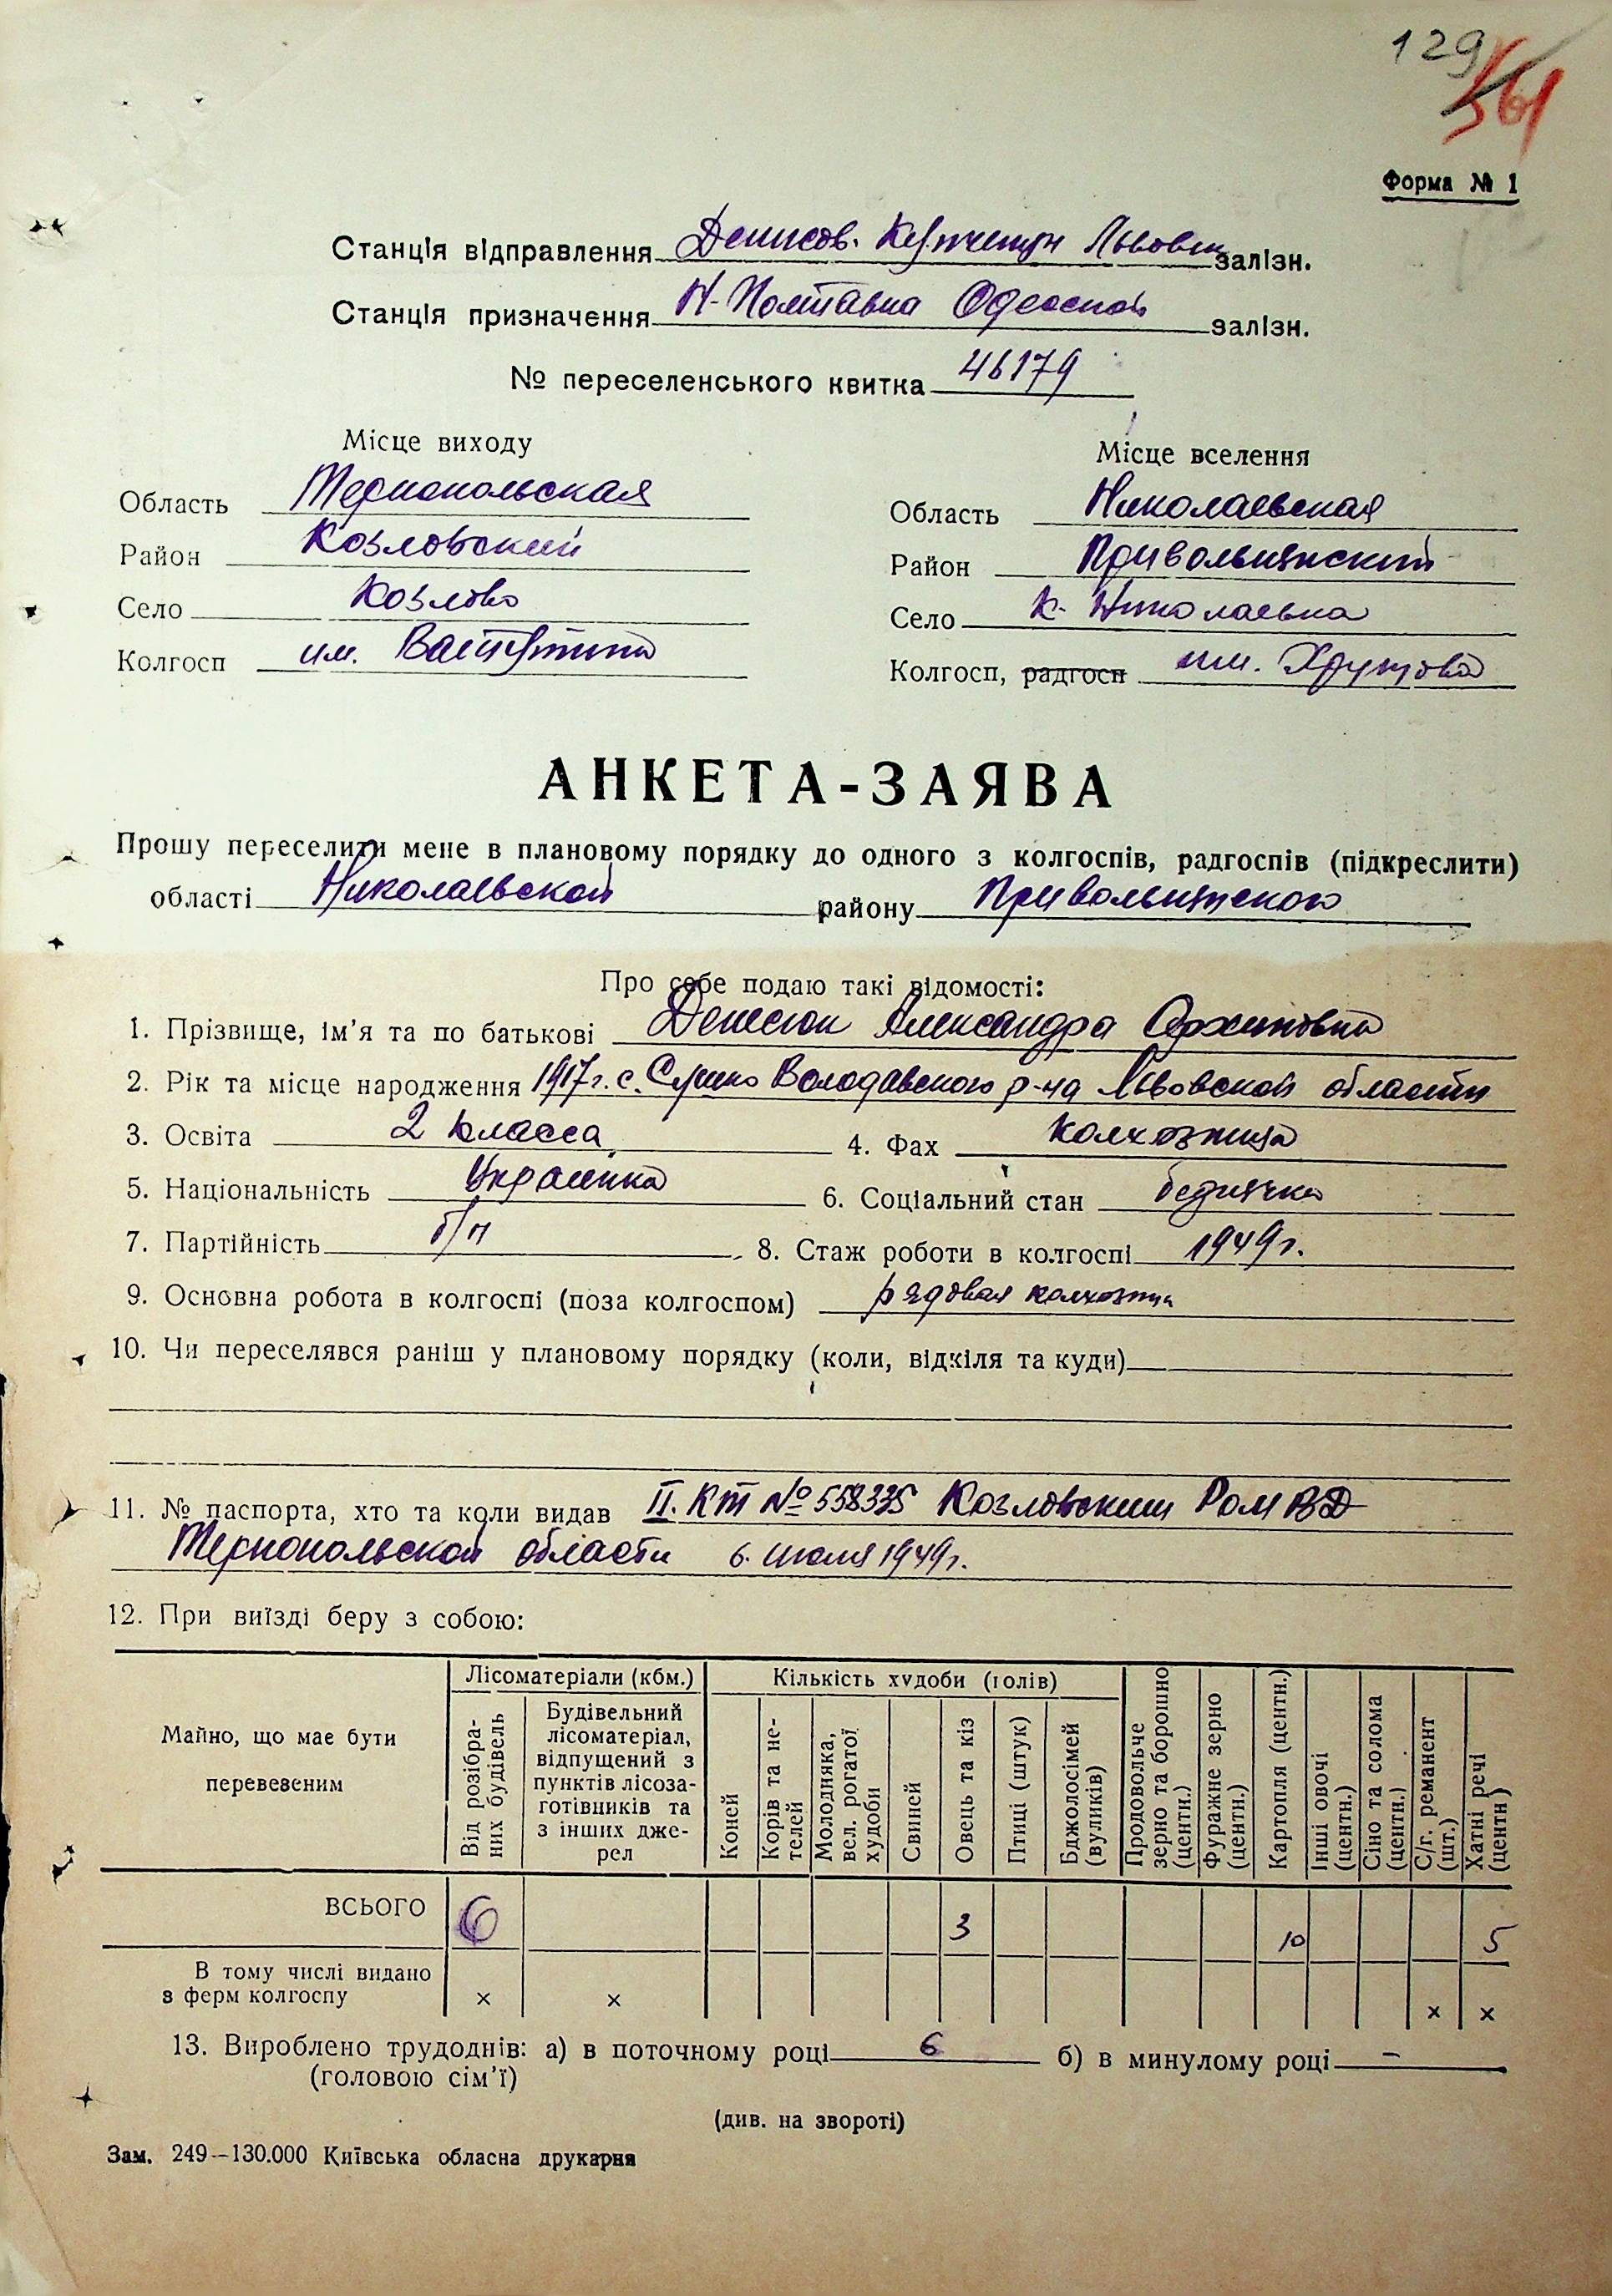 129
561
Форма № 1
Станція відправлення Денисов. Купчинци Львовск залізн.
Станція призначення Н-Полтавка Одесской залізн.
№ переселенського квитка 46179
Місце виходу
Область Тернопольская
Район Козловский
Село Козлово
Колгосп им. Ватутина
Місце вселення
Область Николаевская
Район Привольнянский
Село К. Николаевка
Колгосп, радгосп им. Хрущова
АНКЕТА-ЗАЯВА
Прошу переселити мене в плановому порядку до одного з колгоспів, радгоспів (підкреслити)
області Николаевской району Привольнянского
Про себе подаю такі відомості:
1. Прізвище, ім'я та по батькові Денисюк Александра Архиповна
2. Рік та місце народження 1917 г. с. Володавского р-на Львовской области
3. Освіта 2 класса 4. Фах колхозница
5. Національність Украинка 6. Соціальний стан беднячка
7. Партійність б/п 8. Стаж роботи в колгоспі 1949 г.
9. Основна робота в колгоспі (поза колгоспом) рядовая колхозница
10. Чи переселявся раніш у плановому порядку (коли, відкіля та куди)
11. № паспорта, хто та коли видав II. КТ № 558335 Козловским РоМВД
Тернопольской области 6. июля 1949 г.
12. При виїзді беру з собою:
Майно, що має бути перевезеним
Лісоматеріали (кбм.)
Від розібраних будівель
Будівельний лісоматеріал, відпущений з пунктів лісозаготівників та з інших джерел
Кількість худоби (голів)
Коней
Корів та нетелей
Молодняка, вел. рогатої худоби
Свиней
Овець та кіз
Птиці (штук)
Бджолосімей (вуликів)
Продовольче зерно та борошно (центн.)
Фуражне зерно (центн.)
Картопля (центн.)
Інші овочі (центн.)
Сіно та солома (центн.)
С/г. реманент (шт.)
Хатні речі (центн)
ВСЬОГО 6 3 10 5
В тому числі видано з ферм колгоспу × × × ×
13. Вироблено трудоднів: а) в поточному році 6 б) в минулому році –
(головою сім'ї)
(див. на звороті)
Зам. 249—130.000 Київська обласна друкарня